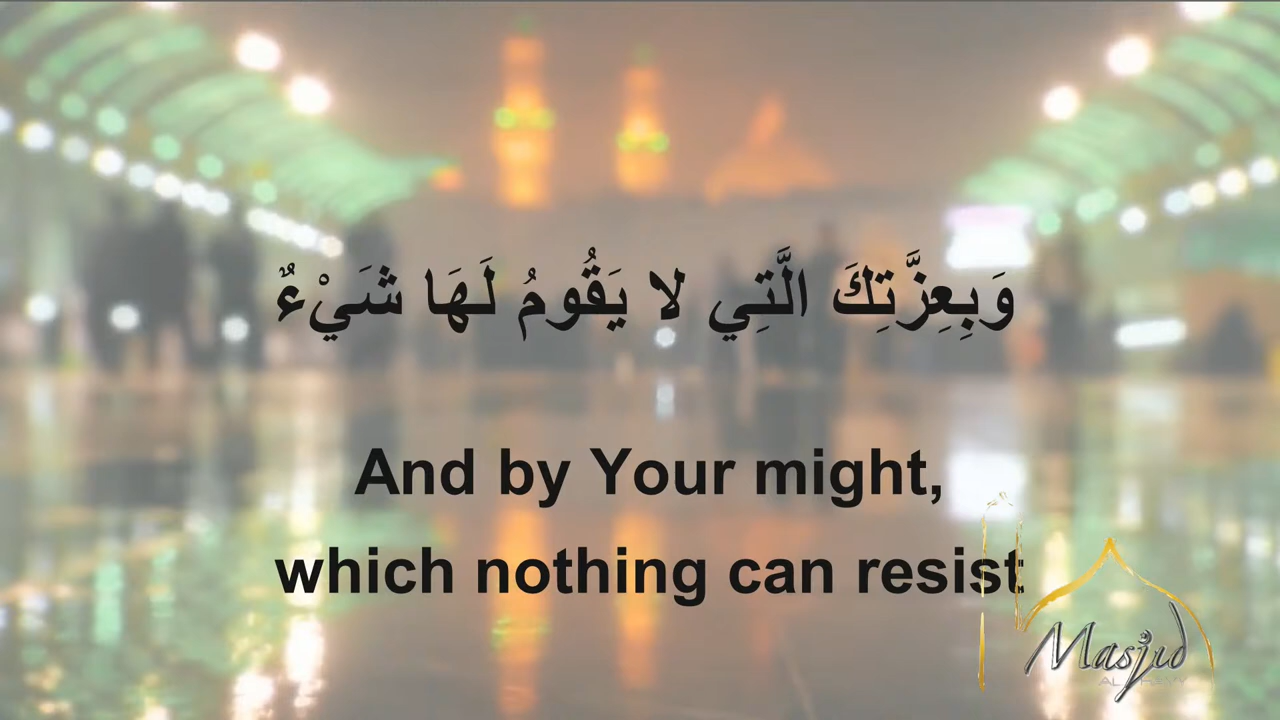 وَبِعِزَّتِكَ الَّتِي لا يَقُومُ لَهَا شَيْءٌ
And by Your might,
which nothing can resist
Masjid